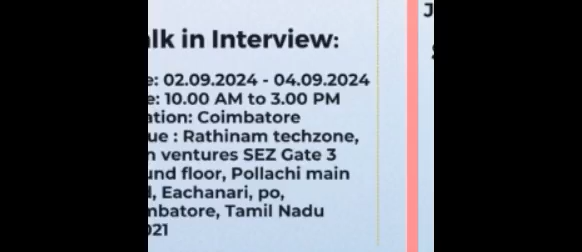 alk in Interview:
e: 02.09.2024 - 04.09.2024
e: 10.00 AM to 3.00 PM
ation: Coimbatore
ue : Rathinam techzone,
n ventures SEZ Gate 3
und floor, Pollachi main
d, Eachanari, po,
mbatore, Tamil Nadu
021
J